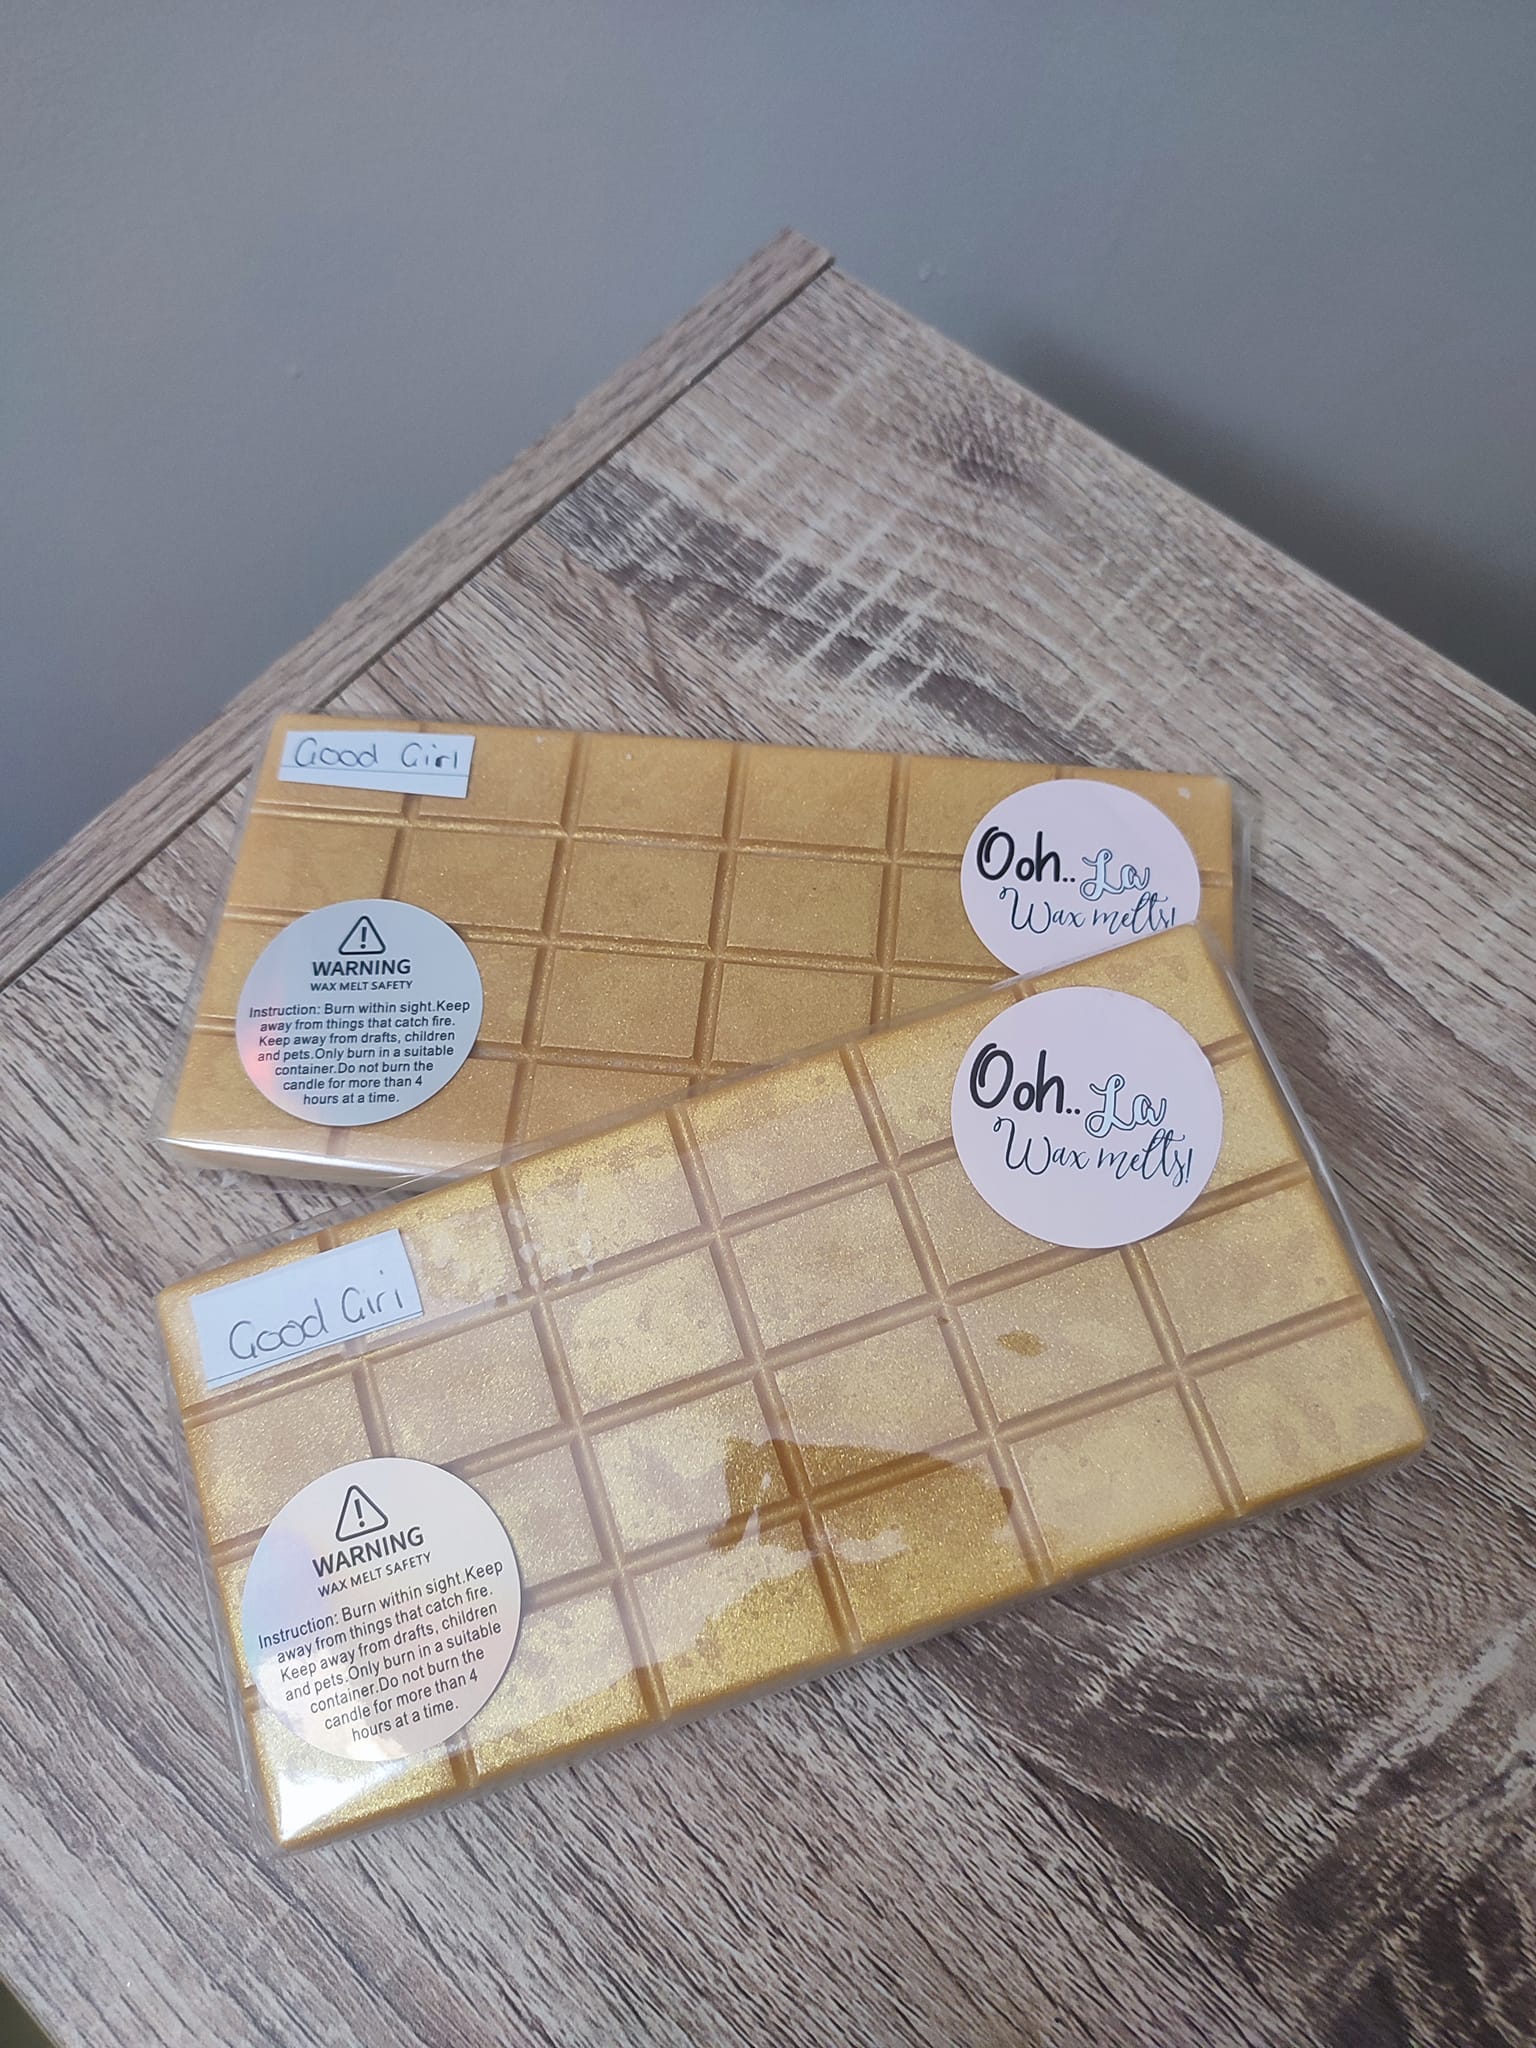 Good Girl
Ooh.. La
Wax melts!
WARNING
WAX MELT SAFETY
Instruction: Burn within sight.Keep
away from things that catch fire.
Keep away from drafts, children
and pets.Only burn in a suitable
container.Do not burn the
candle for more than 4
hours at a time.
Ooh.. La
Wax melts!
Good Girl
WARNING
WAX MELT SAFETY
Instruction: Burn within sight.Keep
away from things that catch fire.
Keep away from drafts, children
and pets.Only burn in a suitable
container.Do not burn the
candle for more than 4
hours at a time.